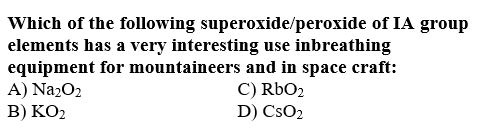 Which of the following superoxide/peroxide of IA group
elements has a very interesting use inbreathing
equipment for mountaineers and in space craft:
A) Na₂O₂ C) RbO₂
B) KO₂ D) CsO₂